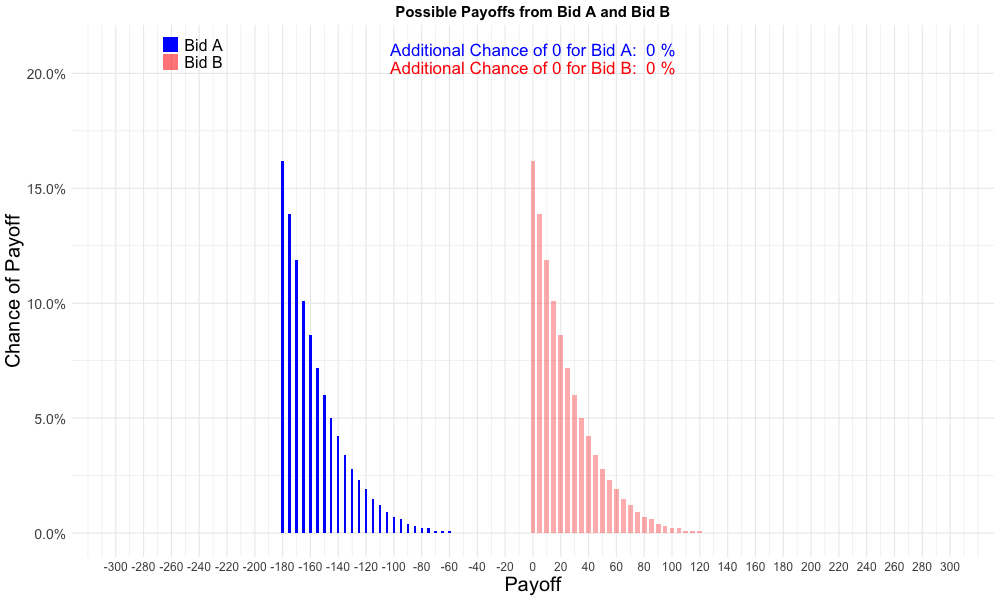 Possible Payoffs from Bid A and Bid B
Bid A
Bid B
Additional Chance of 0 for Bid A:  0 %
Additional Chance of 0 for Bid B:  0 %
Chance of Payoff
20.0%
15.0%
10.0%
5.0%
0.0%
-300 -280 -260 -240 -220 -200 -180 -160 -140 -120 -100 -80 -60 -40 -20 0 20 40 60 80 100 120 140 160 180 200 220 240 260 280 300
Payoff